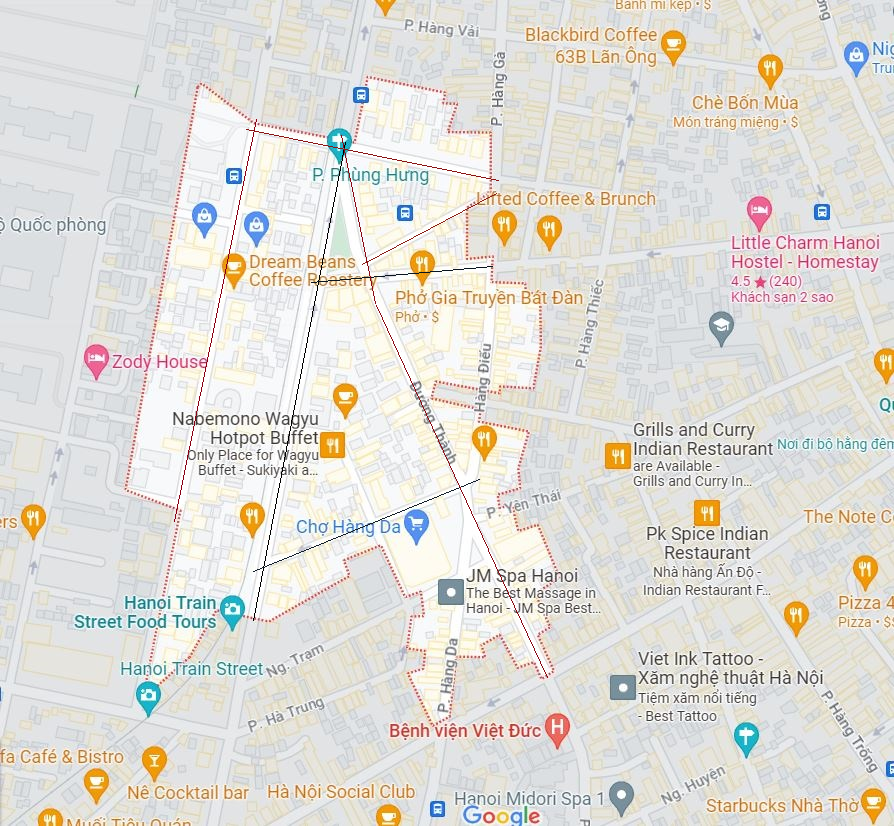 Bánh mì kẹp • $
P. Hàng Vải
P. Hàng Gà
Blackbird Coffee
63B Lãn Ông
Chè Bốn Mùa
Món tráng miệng • $
P. Phùng Hưng
Lifted Coffee & Brunch
Quốc phòng
Little Charm Hanoi
Hostel - Homestay
4.5 ★ (240)
Khách sạn 2 sao
Dream Beans
Coffee Roastery
Phở Gia Truyền Bát Đàn
Phở • $
P. Hàng Thiếc
Zody House
Hàng Điếu
Đường Thành
Nabemono Wagyu
Hotpot Buffet
Only Place for Wagyu
Buffet - Sukiyaki a...
Grills and Curry
Indian Restaurant
are Available -
Grills and Curry In...
Nơi đi bộ hằng đêm
P. Yên Thái
Chợ Hàng Da
Pk Spice Indian
Restaurant
Nhà hàng Ấn Độ -
Indian Restaurant F...
The Note Co
JM Spa Hanoi
The Best Massage in
Hanoi - JM Spa Best...
Hanoi Train
Street Food Tours
Pizza 4
Pizza • $$
Hanoi Train Street
Ng. Trạm
P. Hàng Da
Viet Ink Tattoo -
Xăm nghệ thuật Hà Nội
Tiệm xăm nổi tiếng
- Best Tattoo
P. Hà Trung
Bệnh viện Việt Đức
P. Hàng Trống
Café & Bistro
Nê Cocktail bar
Hà Nội Social Club
Hanoi Midori Spa 1
Ng. Huyện
Starbucks Nhà Thờ
Muối Tiêu Quán
Google